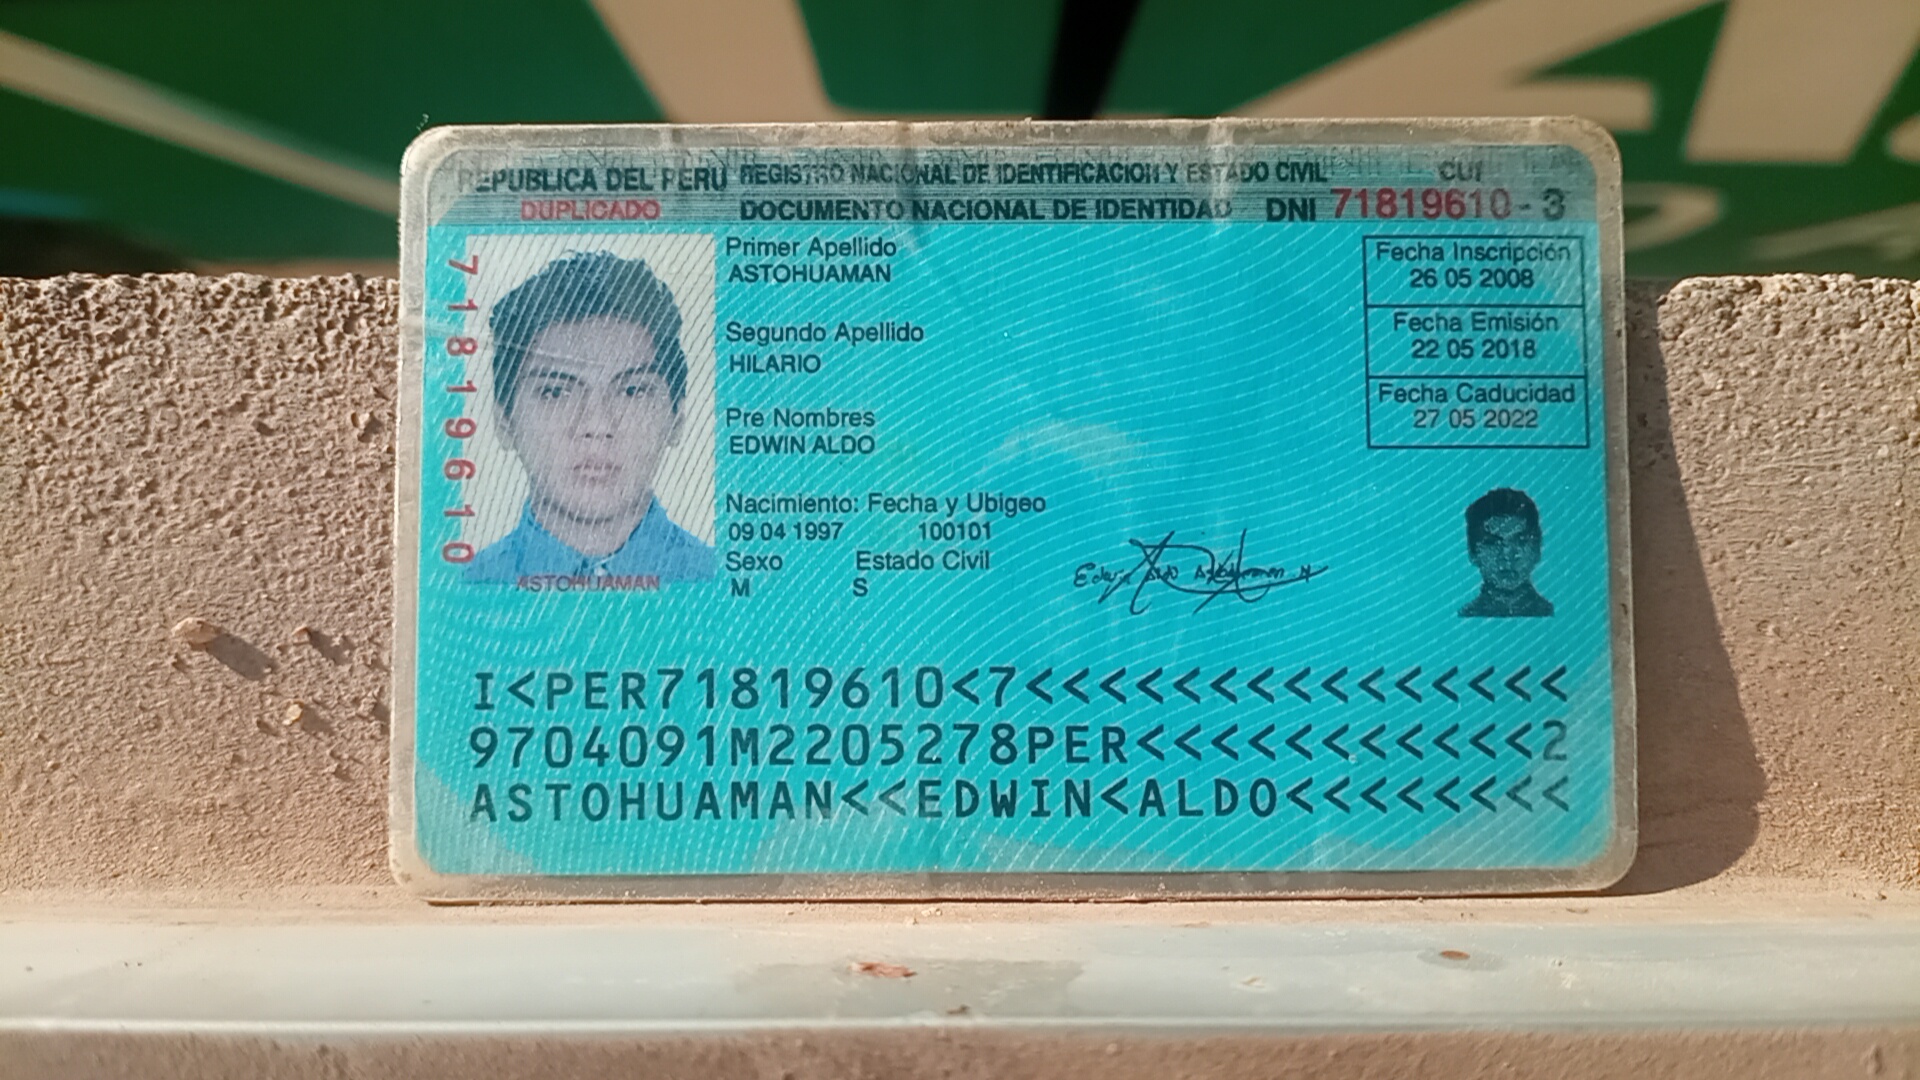 REPUBLICA DEL PERU REGISTRO NACIONAL DE IDENTIFICACION Y ESTADO CIVIL CUI
DUPLICADO DOCUMENTO NACIONAL DE IDENTIDAD DNI 71819610 - 3
71819610
Primer Apellido
ASTOHUAMAN
Segundo Apellido
HILARIO
Pre Nombres
EDWIN ALDO
Nacimiento: Fecha y Ubigeo
09 04 1997 100101
Sexo Estado Civil
M S
ASTOHUAMAN
Fecha Inscripción
26 05 2008
Fecha Emisión
22 05 2018
Fecha Caducidad
27 05 2022
I<PER71819610<7<<<<<<<<<<<<<<<
9704091M2205278PER<<<<<<<<<<<2
ASTOHUAMAN<<EDWIN<ALDO<<<<<<<<